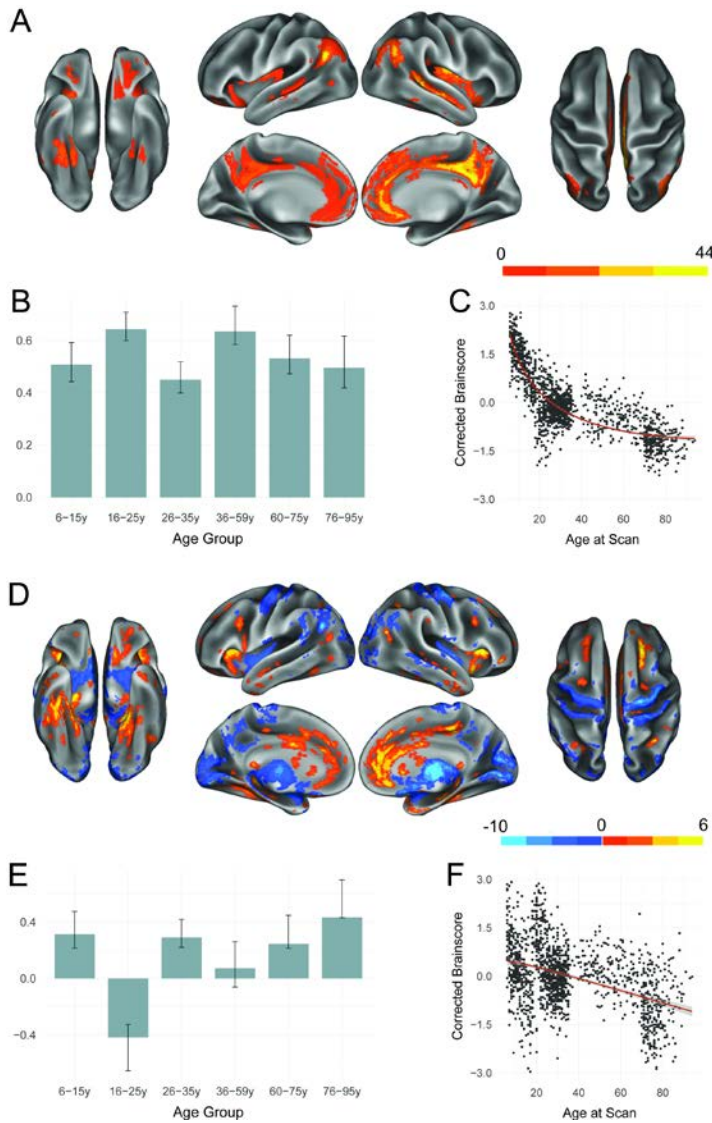 A
0 44
B
0.6
0.4
0.2
0.0
6−15y 16−25y 26−35y 36−59y 60−75y 76−95y
Age Group
C
Corrected Brainscore
3.0
1.5
0.0
−1.5
−3.0
20 40 60 80
Age at Scan
D
-10 0 6
E
0.4
0.0
−0.4
6−15y 16−25y 26−35y 36−59y 60−75y 76−95y
Age Group
F
Corrected Brainscore
3.0
1.5
0.0
−1.5
−3.0
20 40 60 80
Age at Scan